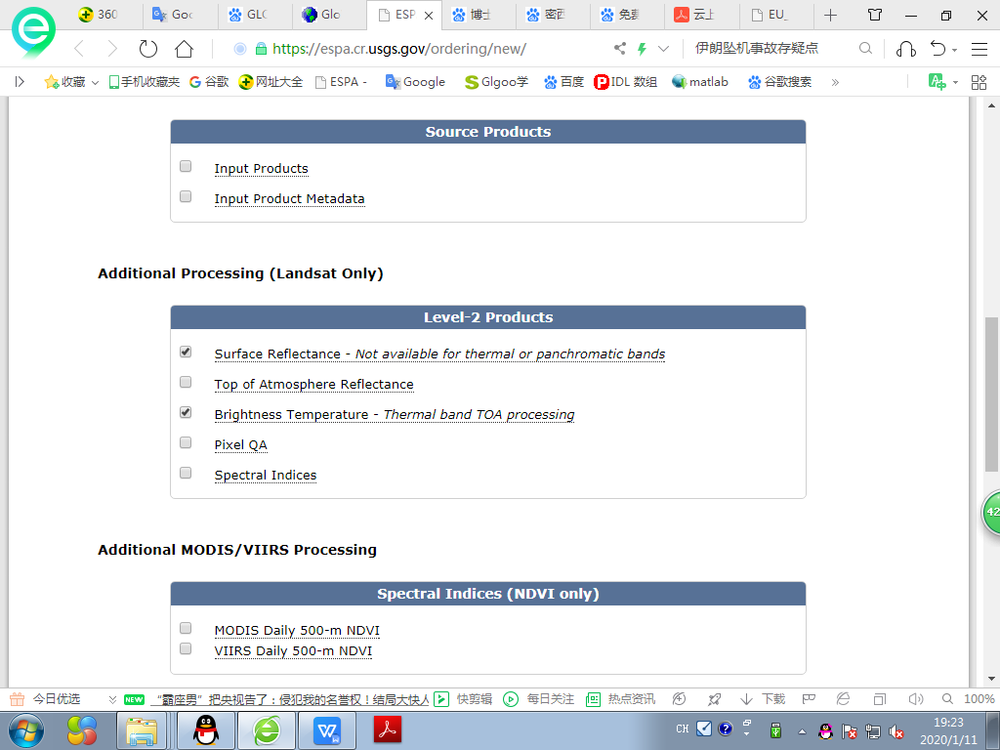 360
Goo
GLO
Glo
ESP
博士
密西
免费
云上
EU_
https://espa.cr.usgs.gov/ordering/new/
伊朗坠机事故存疑点
收藏
手机收藏夹
谷歌
网址大全
ESPA -
Google
Glgoo学
百度
IDL 数组
matlab
谷歌搜索
»
Source Products
Input Products
Input Product Metadata
Additional Processing (Landsat Only)
Level-2 Products
Surface Reflectance - Not available for thermal or panchromatic bands
Top of Atmosphere Reflectance
Brightness Temperature - Thermal band TOA processing
Pixel QA
Spectral Indices
Additional MODIS/VIIRS Processing
Spectral Indices (NDVI only)
MODIS Daily 500-m NDVI
VIIRS Daily 500-m NDVI
42
今日优选
NEW
“霸座男”把央视告了：侵犯我的名誉权！结局大快人
快剪辑
每日关注
热点资讯
下载
100%
CH
19:23
2020/1/11